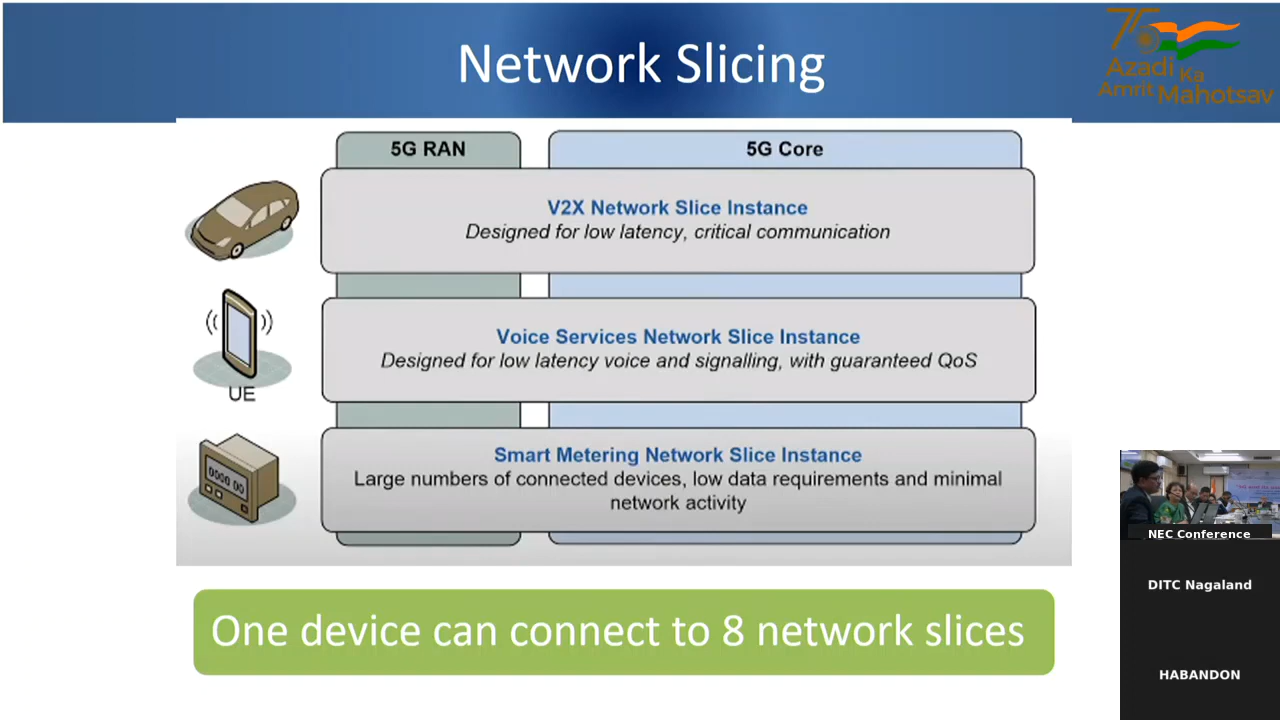 Network Slicing
75
Azadi
Ka
Amrit
Mahotsav
5G RAN
5G Core
V2X Network Slice Instance
Designed for low latency, critical communication
Voice Services Network Slice Instance
Designed for low latency voice and signalling, with guaranteed QoS
UE
0000 00
Smart Metering Network Slice Instance
Large numbers of connected devices, low data requirements and minimal
network activity
One device can connect to 8 network slices
NEC Conference
DITC Nagaland
HABANDON